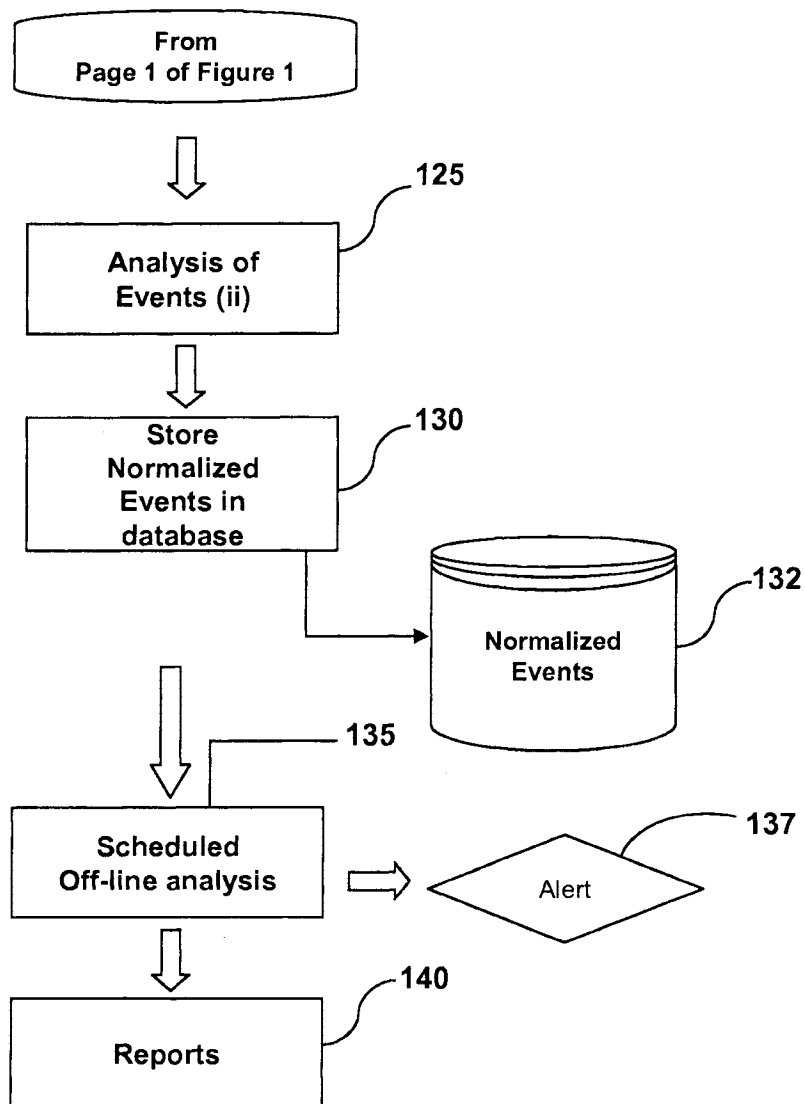 From
Page 1 of Figure 1
125
Analysis of
Events (ii)
130
Store
Normalized
Events in
database
132
Normalized
Events
135
Scheduled
Off-line analysis
137
Alert
140
Reports